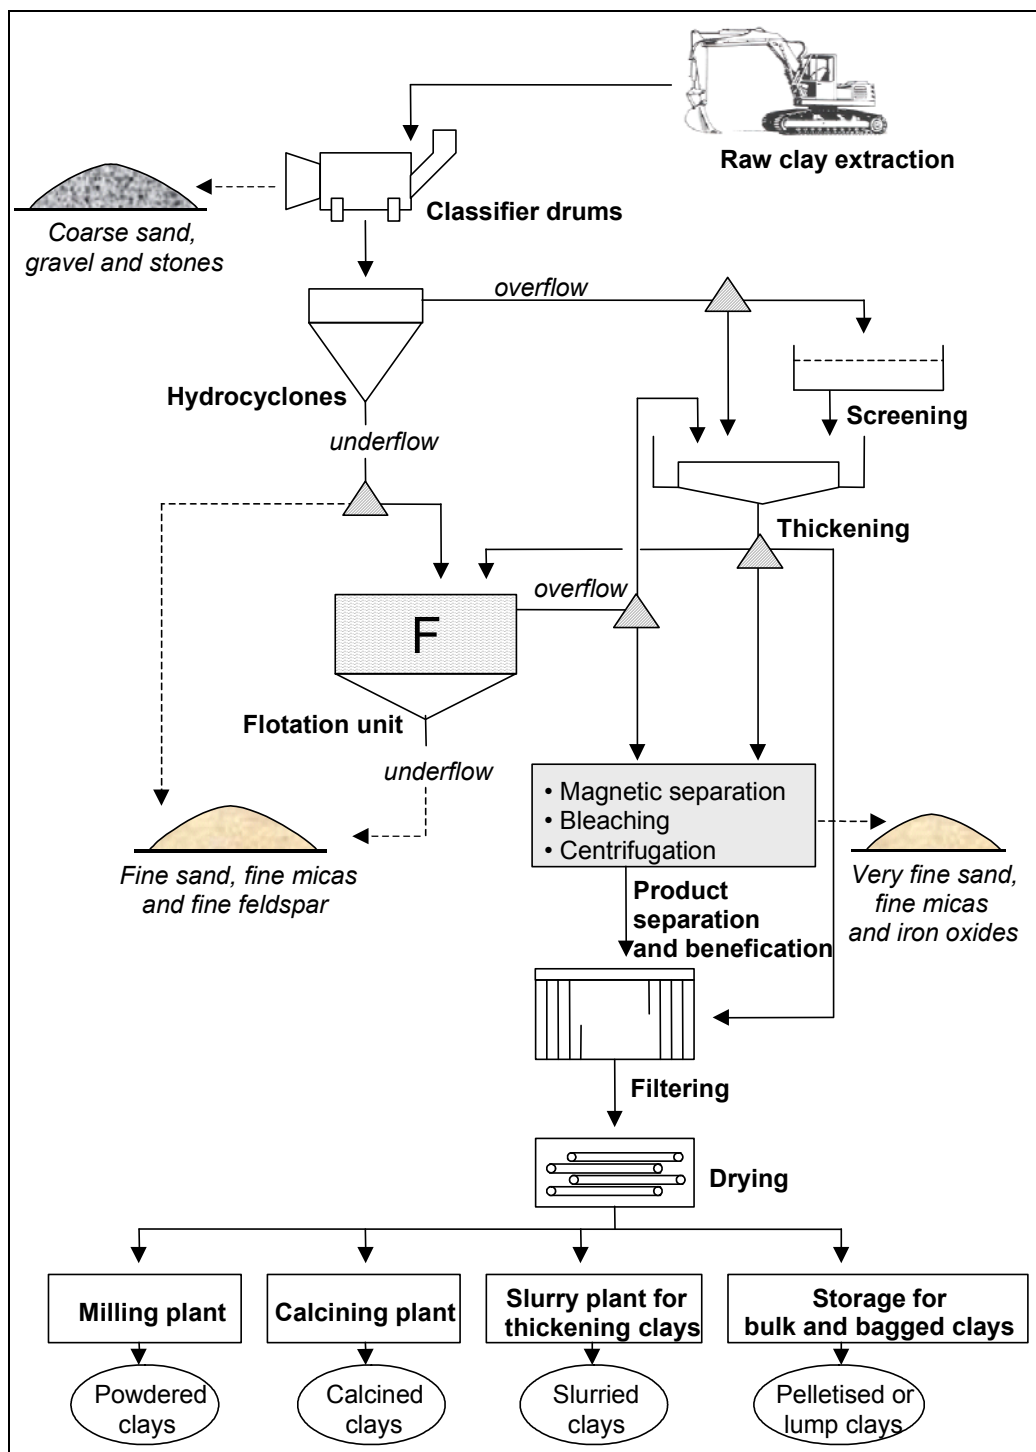 Raw clay extraction
Classifier drums
Coarse sand,
gravel and stones
overflow
Hydrocyclones
Screening
underflow
Thickening
overflow
F
Flotation unit
underflow
• Magnetic separation
• Bleaching
• Centrifugation
Fine sand, fine micas
and fine feldspar
Very fine sand,
fine micas
and iron oxides
Product
separation
and benefication
Filtering
Drying
Milling plant
Calcining plant
Slurry plant for
thickening clays
Storage for
bulk and bagged clays
Powdered
clays
Calcined
clays
Slurried
clays
Pelletised or
lump clays